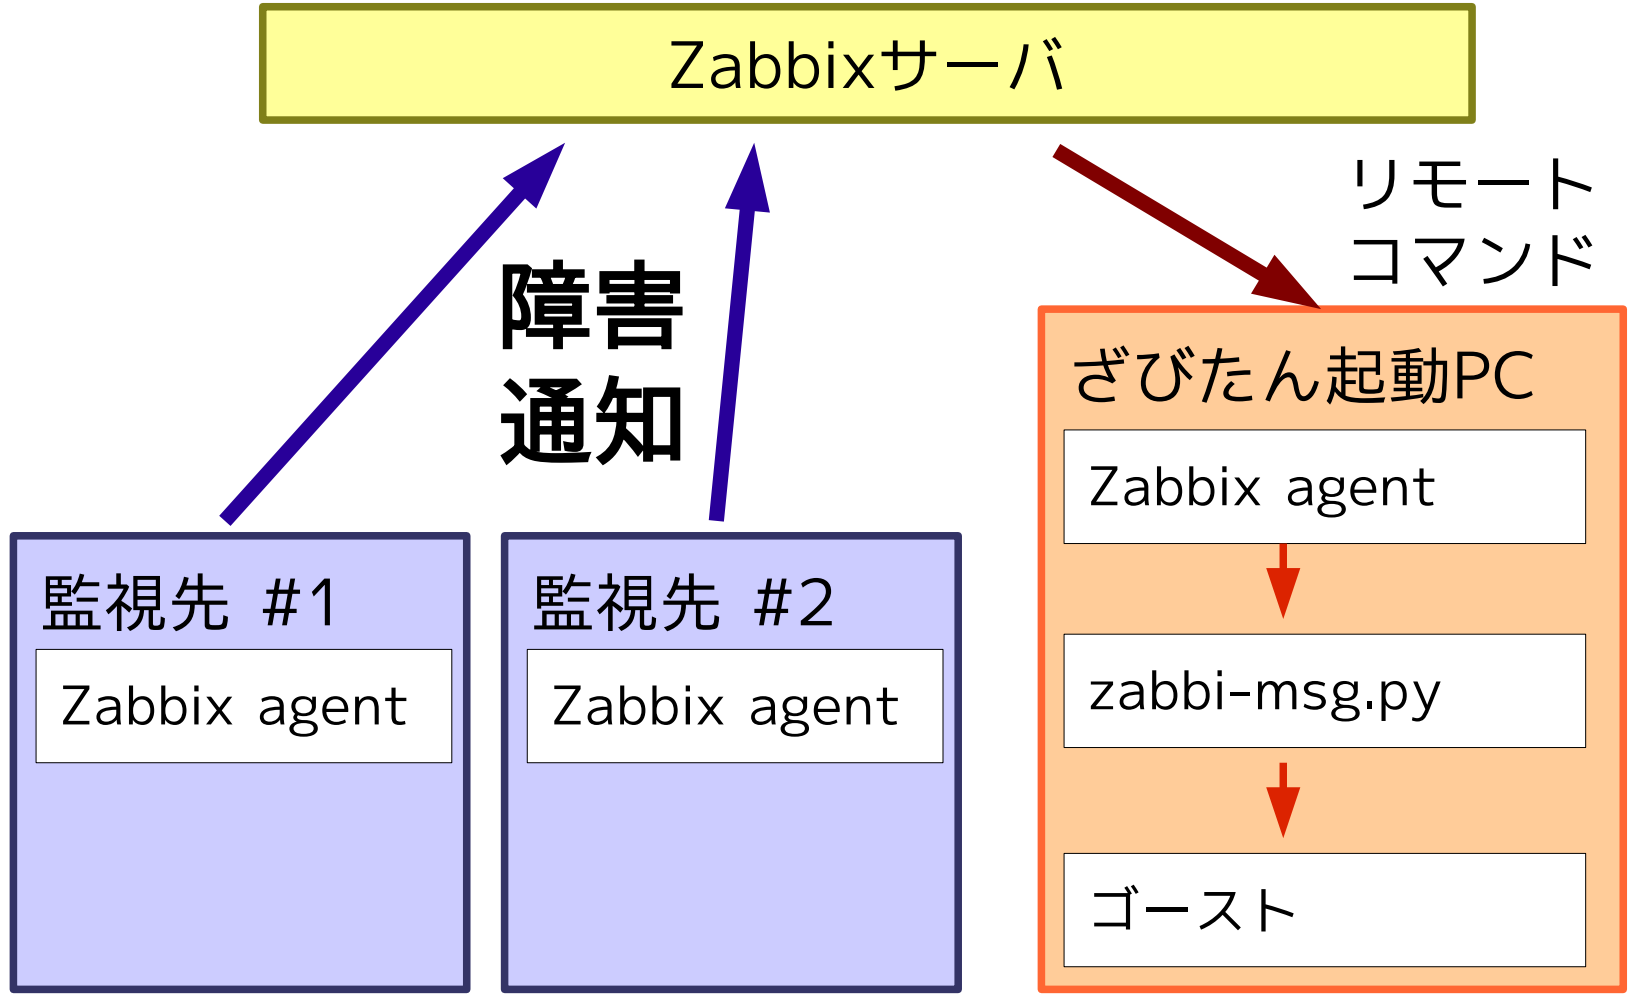 Zabbixサーバ
リモート
コマンド
障害
通知
ざびたん起動PC
Zabbix agent
zabbi-msg.py
ゴースト
監視先 #1
Zabbix agent
監視先 #2
Zabbix agent